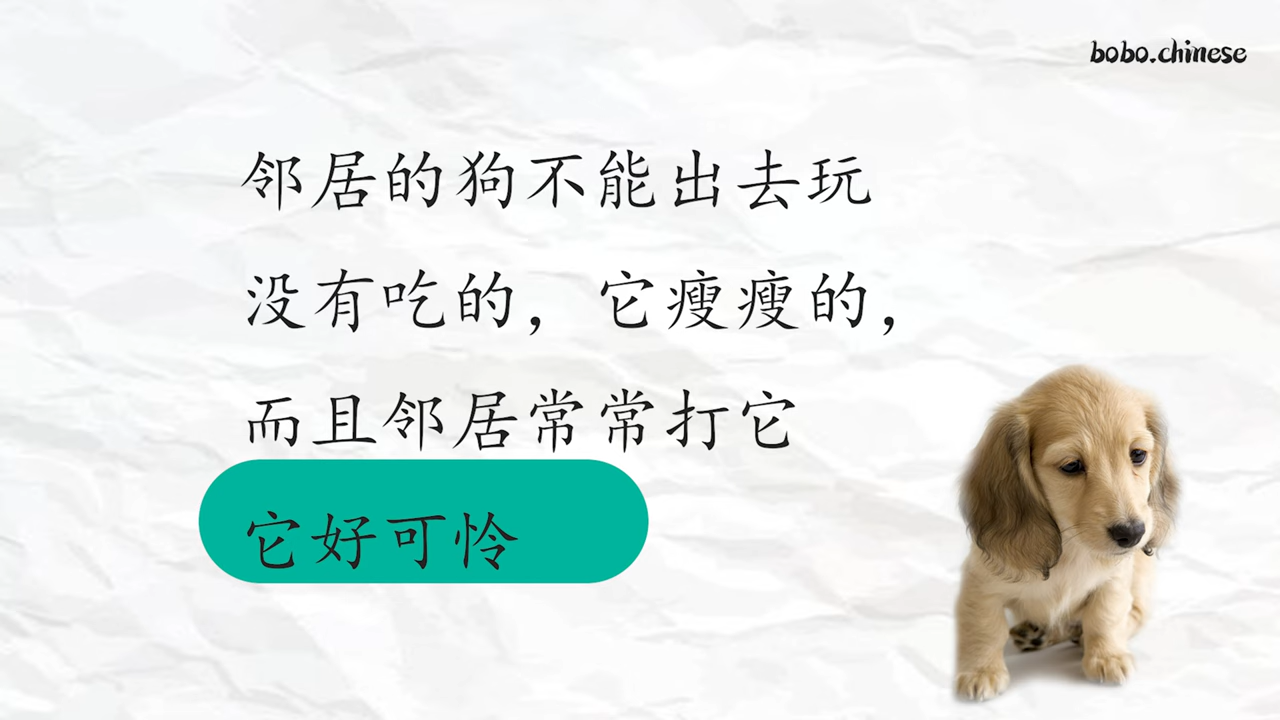 bobo.chinese
邻居的狗不能出去玩
没有吃的，它瘦瘦的，
而且邻居常常打它
它好可怜